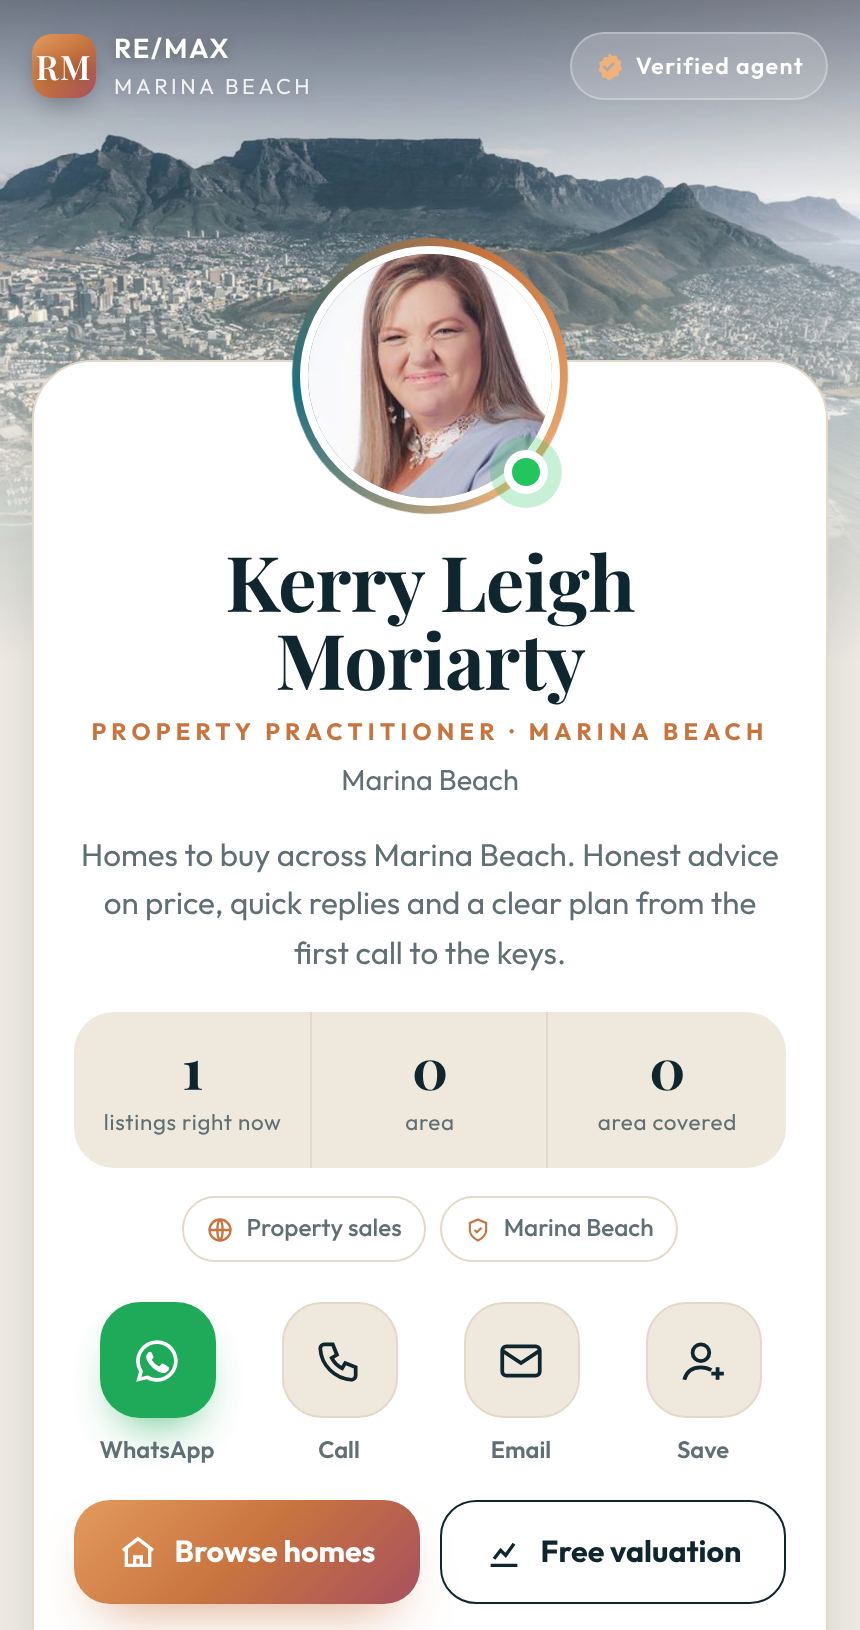 RM
RE/MAX
MARINA BEACH
Verified agent
Kerry Leigh
Moriarty
PROPERTY PRACTITIONER · MARINA BEACH
Marina Beach
Homes to buy across Marina Beach. Honest advice
on price, quick replies and a clear plan from the
first call to the keys.
1
listings right now
0
area
0
area covered
Property sales
Marina Beach
WhatsApp
Call
Email
Save
Browse homes
Free valuation